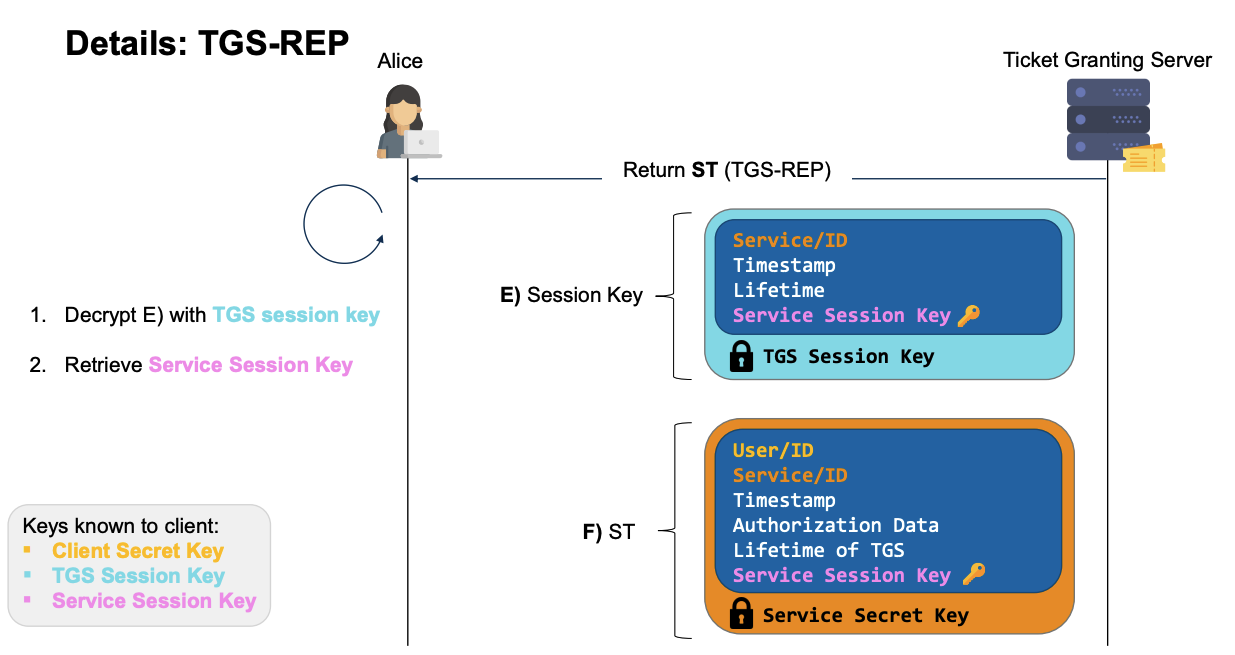 Details: TGS-REP
Alice
Ticket Granting Server
Return ST (TGS-REP)
E) Session Key
Service/ID
Timestamp
Lifetime
Service Session Key
TGS Session Key
1. Decrypt E) with TGS session key
2. Retrieve Service Session Key
F) ST
User/ID
Service/ID
Timestamp
Authorization Data
Lifetime of TGS
Service Session Key
Service Secret Key
Keys known to client:
▪ Client Secret Key
▪ TGS Session Key
▪ Service Session Key